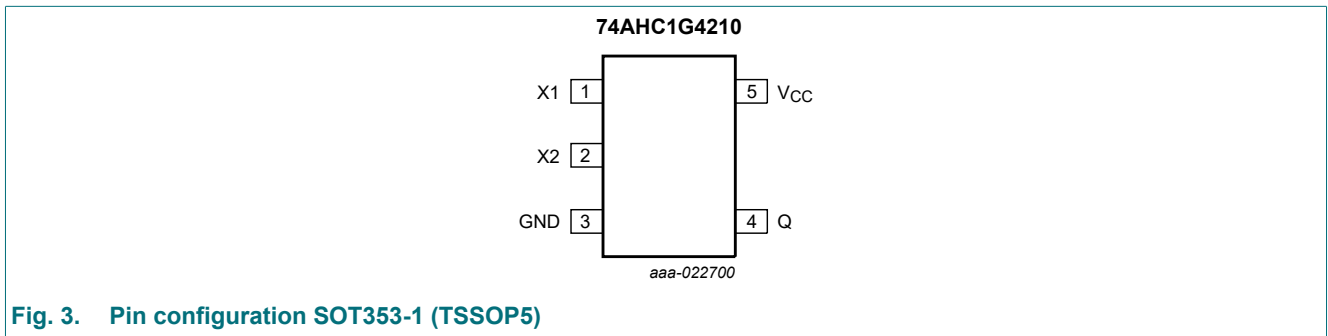 74AHC1G4210
X1 1 5 VCC
X2 2
GND 3 4 Q
aaa-022700
Fig. 3. Pin configuration SOT353-1 (TSSOP5)